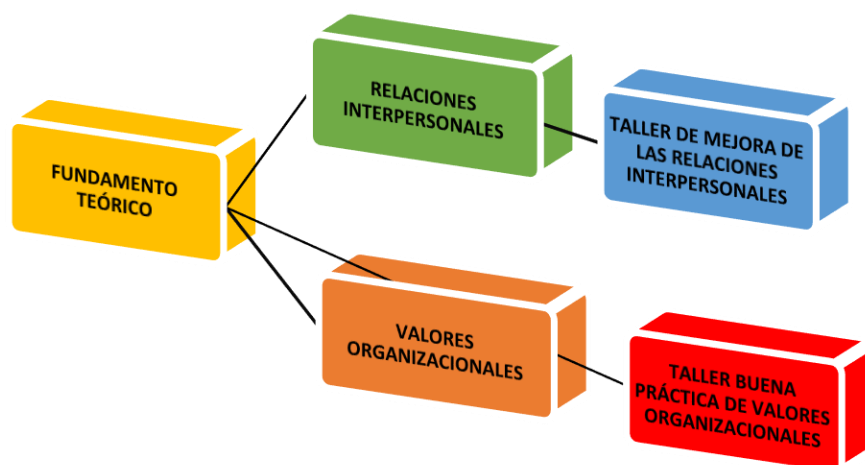 FUNDAMENTO
TEÓRICO
RELACIONES
INTERPERSONALES
TALLER DE MEJORA DE
LAS RELACIONES
INTERPERSONALES
VALORES
ORGANIZACIONALES
TALLER BUENA
PRÁCTICA DE VALORES
ORGANIZACIONALES